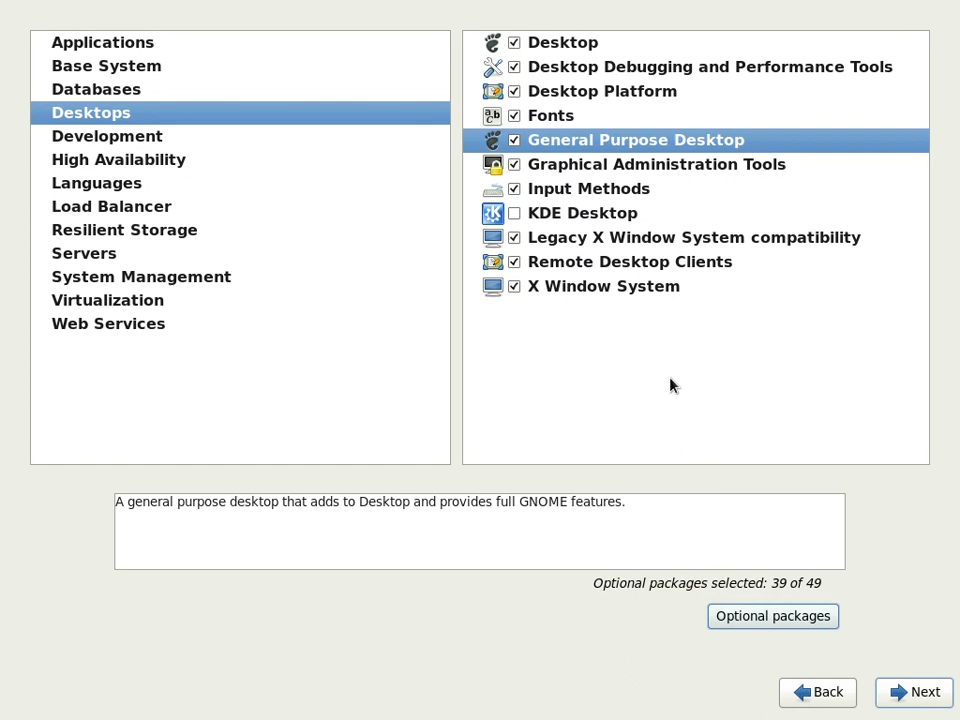 Applications
Base System
Databases
Desktops
Development
High Availability
Languages
Load Balancer
Resilient Storage
Servers
System Management
Virtualization
Web Services
Desktop
Desktop Debugging and Performance Tools
Desktop Platform
Fonts
General Purpose Desktop
Graphical Administration Tools
Input Methods
KDE Desktop
Legacy X Window System compatibility
Remote Desktop Clients
X Window System
A general purpose desktop that adds to Desktop and provides full GNOME features.
Optional packages selected: 39 of 49
Optional packages
Back
Next